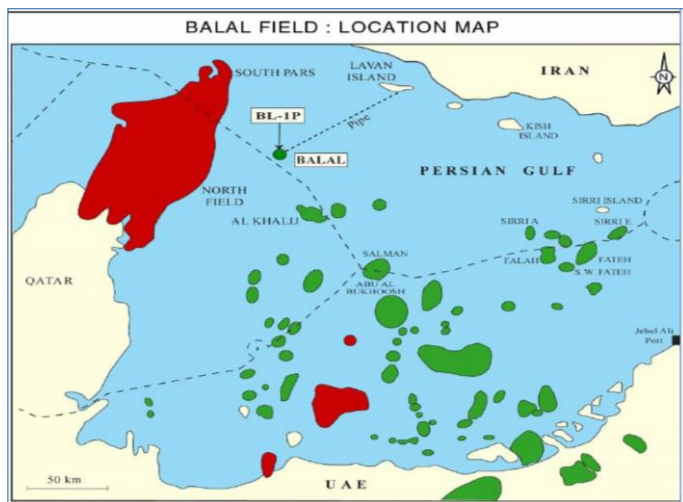 BALAL FIELD : LOCATION MAP
SOUTH PARS
LAVAN
ISLAND
IRAN
N
BL-1P
Pipe
KISH
ISLAND
BALAL
PERSIAN GULF
NORTH
FIELD
AL KHALIJ
SIRRI ISLAND
SIRRI A
SIRRI E
SALMAN
FALAH
FATEH
S.W. FATEH
QATAR
ABU AL
BUKHOOSH
Jebel Ali
Port
50 km
UAE